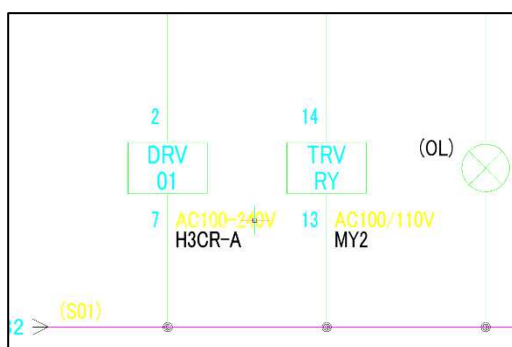 2
14
DRV
01
TRV
RY
(OL)
7
AC100-240V
H3CR-A
13
AC100/110V
MY2
(S01)